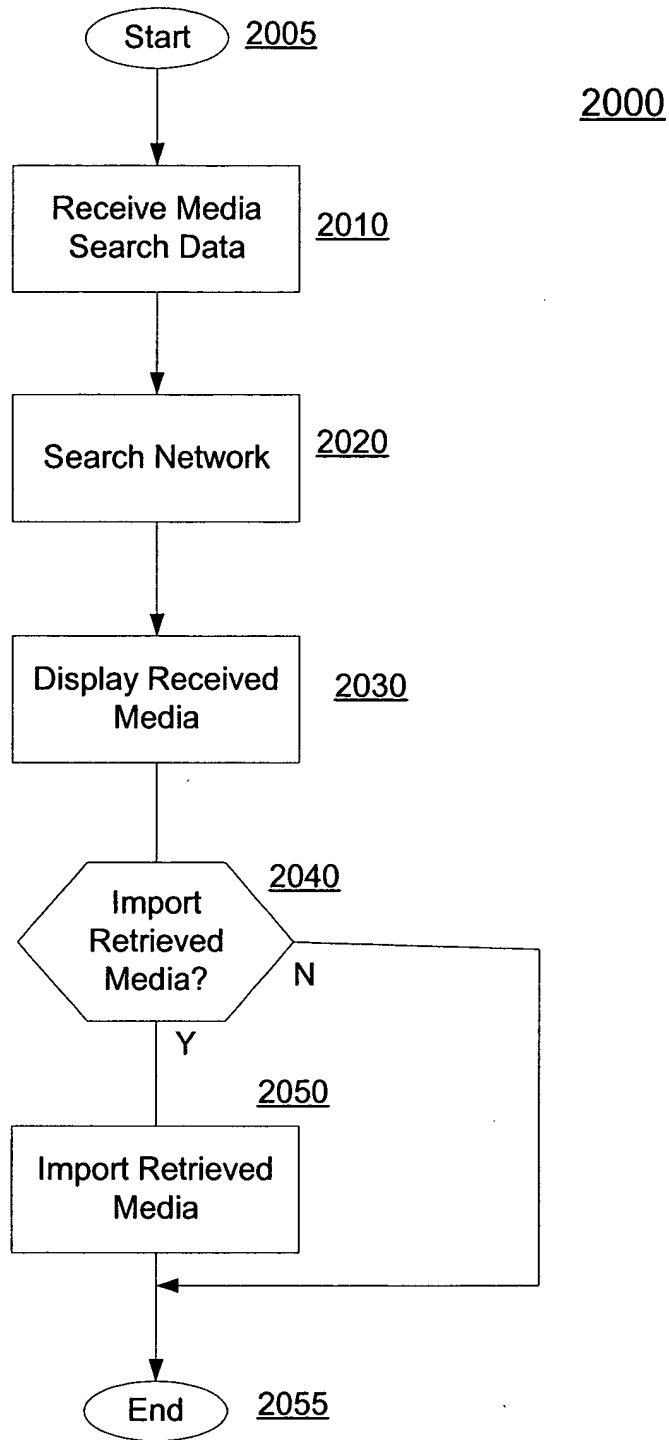 Start 2005
2000
Receive Media
Search Data
2010
Search Network 2020
Display Received
Media
2030
2040
Import
Retrieved
Media?
N
Y
2050
Import Retrieved
Media
End 2055